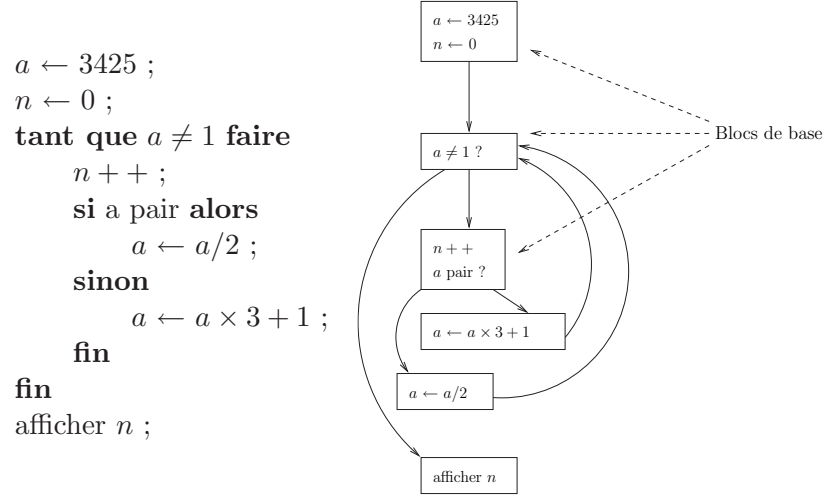 a ← 3425 ;
n ← 0 ;
tant que a ≠ 1 faire
n + + ;
si a pair alors
a ← a/2 ;
sinon
a ← a × 3 + 1 ;
fin
fin
afficher n ;
a ← 3425
n ← 0
Blocs de base
a ≠ 1 ?
n + +
a pair ?
a ← a × 3 + 1
a ← a/2
afficher n